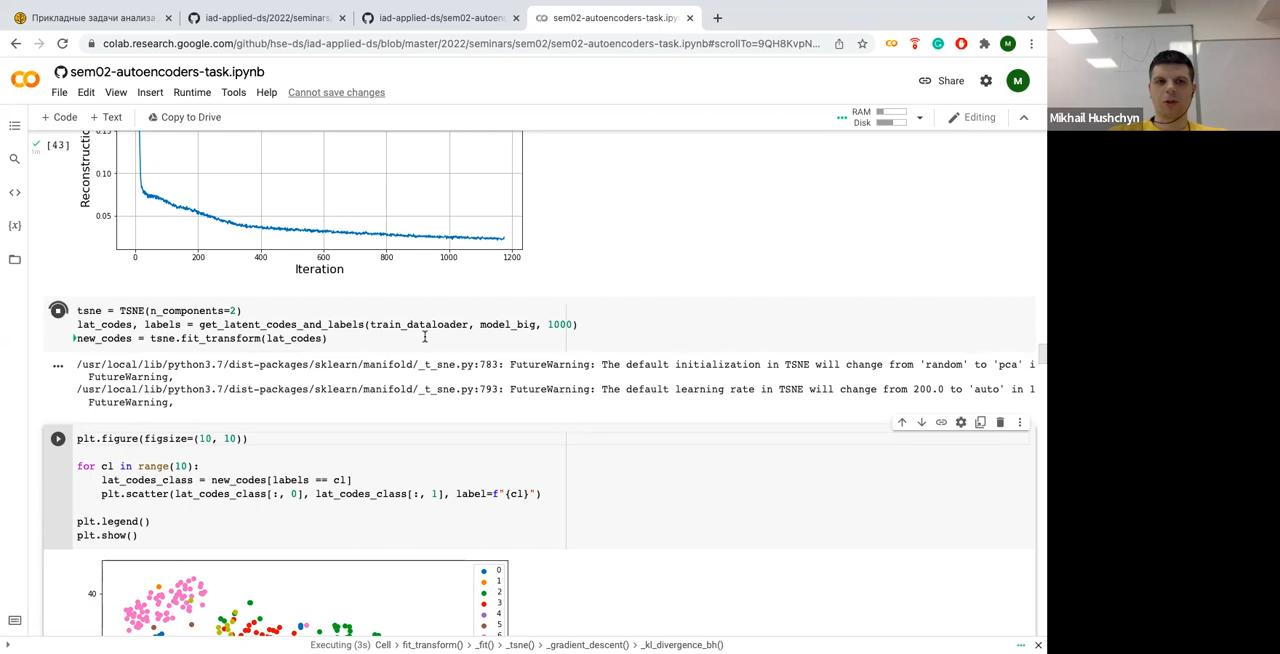 Прикладные задачи анализа
iad-applied-ds/2022/seminars
iad-applied-ds/sem02-autoen
sem02-autoencoders-task.ipyn
colab.research.google.com/github/hse-ds/iad-applied-ds/blob/master/2022/seminars/sem02/sem02-autoencoders-task.ipynb#scrollTo=9QH8KvpN...
M
sem02-autoencoders-task.ipynb
Share
M
File Edit View Insert Runtime Tools Help Cannot save changes
Mikhail Hushchyn
+ Code + Text Copy to Drive
RAM
Disk
Editing
[43]
1m
Reconstructi
0.15
0.10
0.05
0 200 400 600 800 1000 1200
Iteration
tsne = TSNE(n_components=2)
lat_codes, labels = get_latent_codes_and_labels(train_dataloader, model_big, 1000)
new_codes = tsne.fit_transform(lat_codes)
/usr/local/lib/python3.7/dist-packages/sklearn/manifold/_t_sne.py:783: FutureWarning: The default initialization in TSNE will change from 'random' to 'pca' i
FutureWarning,
/usr/local/lib/python3.7/dist-packages/sklearn/manifold/_t_sne.py:793: FutureWarning: The default learning rate in TSNE will change from 200.0 to 'auto' in 1
FutureWarning,
plt.figure(figsize=(10, 10))
for cl in range(10):
lat_codes_class = new_codes[labels == cl]
plt.scatter(lat_codes_class[:, 0], lat_codes_class[:, 1], label=f"{cl}")
plt.legend()
plt.show()
40
0
1
2
3
4
5
6
Executing (3s) Cell > fit_transform() > _fit() > _tsne() > _gradient_descent() > _kl_divergence_bh()